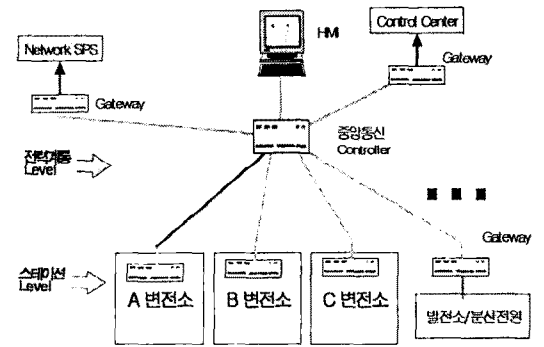 Control Center
HMI
Network SPS
Gateway
Gateway
중앙통신
Controller
전력계통
Level
Gateway
스테이션
Level
A 변전소
B 변전소
C 변전소
발전소/분산전원